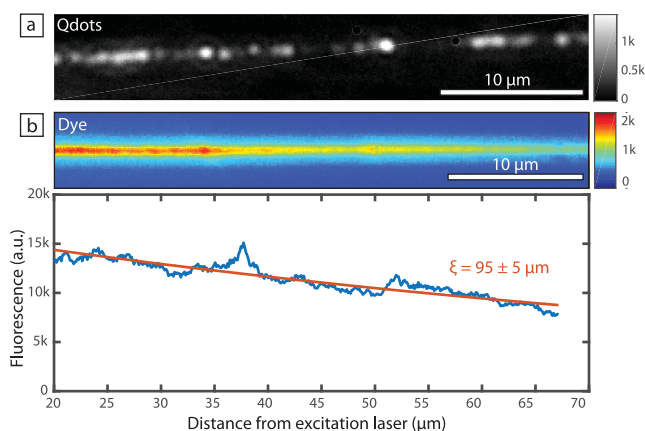 a
Qdots
1k
0.5k
0
10 µm
b
Dye
2k
1k
0
10 µm
20k
15k
10k
5k
0
Fluorescence (a.u.)
ξ = 95 ± 5 µm
20 25 30 35 40 45 50 55 60 65 70
Distance from excitation laser (µm)